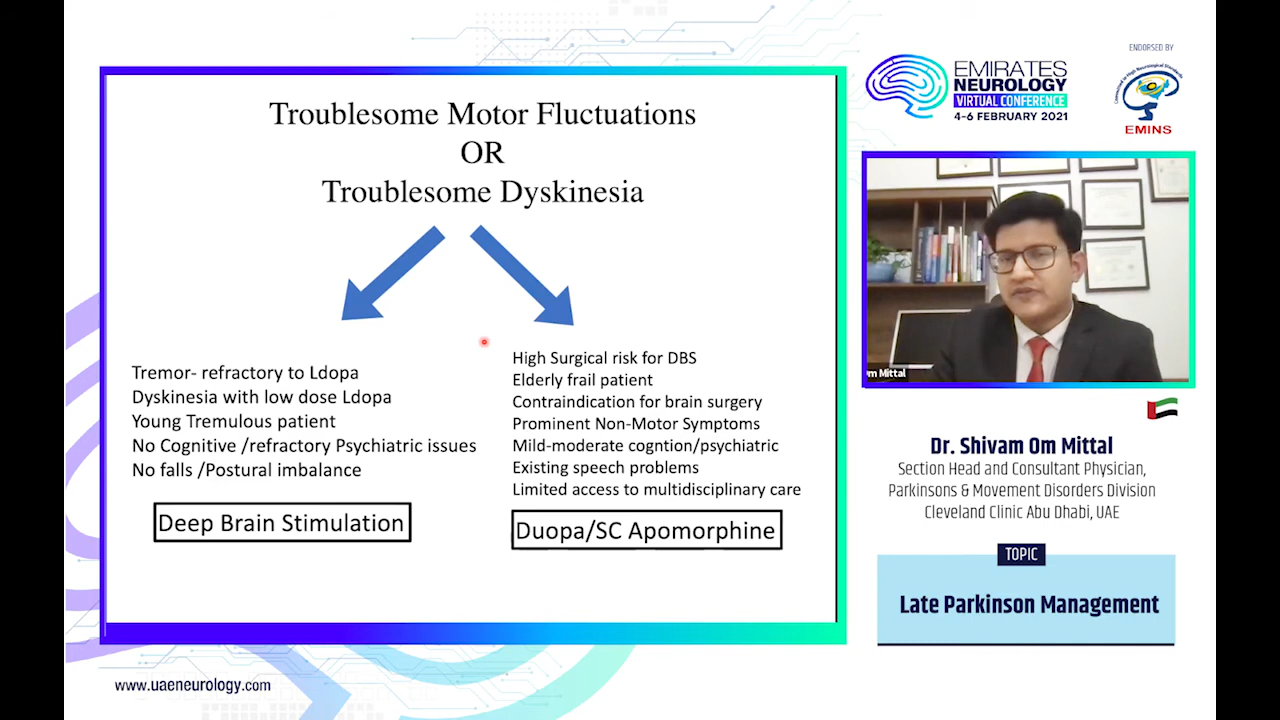 Troublesome Motor Fluctuations
OR
Troublesome Dyskinesia
Tremor- refractory to Ldopa
Dyskinesia with low dose Ldopa
Young Tremulous patient
No Cognitive /refractory Psychiatric issues
No falls /Postural imbalance
Deep Brain Stimulation
High Surgical risk for DBS
Elderly frail patient
Contraindication for brain surgery
Prominent Non-Motor Symptoms
Mild-moderate cogntion/psychiatric
Existing speech problems
Limited access to multidisciplinary care
Duopa/SC Apomorphine
EMIRATES
NEUROLOGY
VIRTUAL CONFERENCE
4-6 FEBRUARY 2021
ENDORSED BY
EMINS
m Mittal
Dr. Shivam Om Mittal
Section Head and Consultant Physician,
Parkinsons & Movement Disorders Division
Cleveland Clinic Abu Dhabi, UAE
TOPIC
Late Parkinson Management
www.uaeneurology.com